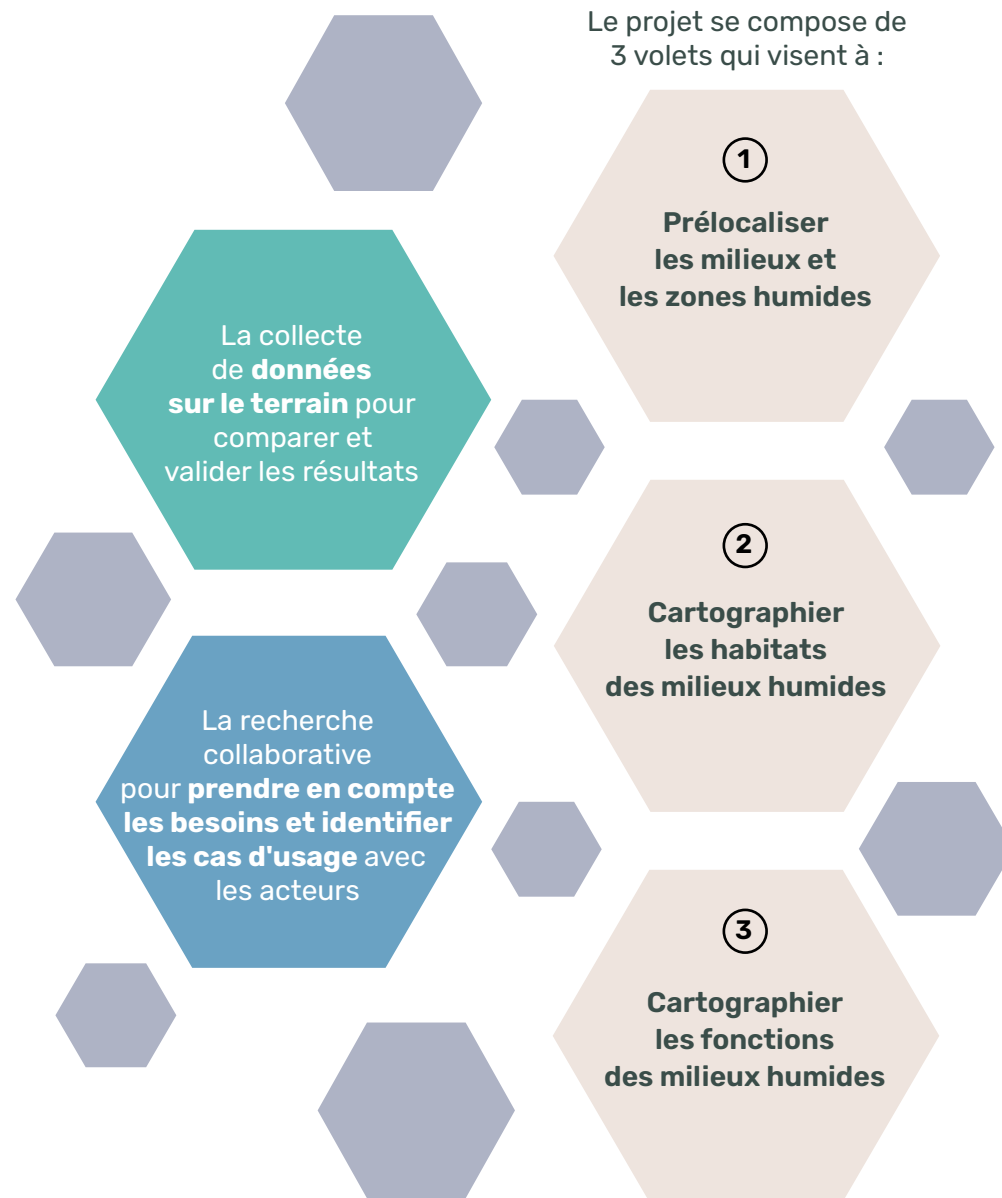 Le projet se compose de
3 volets qui visent à :
1
Prélocaliser
les milieux et
les zones humides
La collecte
de données
sur le terrain pour
comparer et
valider les résultats
2
Cartographier
les habitats
des milieux humides
La recherche
collaborative
pour prendre en compte
les besoins et identifier
les cas d'usage avec
les acteurs
3
Cartographier
les fonctions
des milieux humides